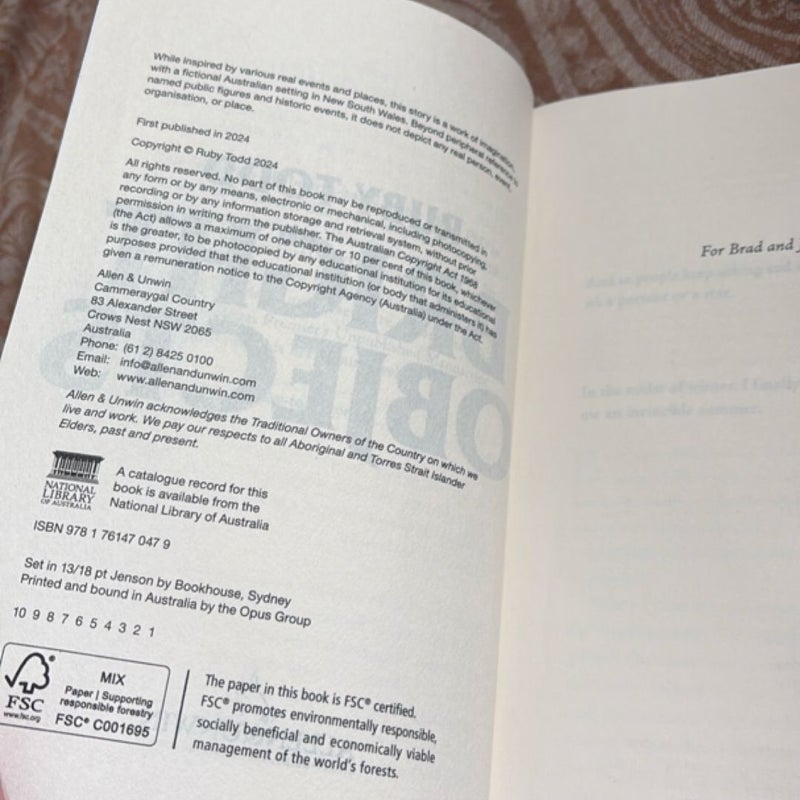 While inspired by various real events and places, this story is a work of imagination,
with a fictional Australian setting in New South Wales. Beyond peripheral reference to
named public figures and historic events, it does not depict any real person, event,
organisation, or place.
First published in 2024
Copyright © Ruby Todd 2024
All rights reserved. No part of this book may be reproduced or transmitted in
any form or by any means, electronic or mechanical, including photocopying,
recording or by any information storage and retrieval system, without prior
permission in writing from the publisher. The Australian Copyright Act 1968
(the Act) allows a maximum of one chapter or 10 per cent of this book, whichever
is the greater, to be photocopied by any educational institution for its educational
purposes provided that the educational institution (or body that administers it) has
given a remuneration notice to the Copyright Agency (Australia) under the Act.
Allen & Unwin
Cammeraygal Country
83 Alexander Street
Crows Nest NSW 2065
Australia
Phone: (61 2) 8425 0100
Email: info@allenandunwin.com
Web: www.allenandunwin.com
Allen & Unwin acknowledges the Traditional Owners of the Country on which we
live and work. We pay our respects to all Aboriginal and Torres Strait Islander
Elders, past and present.
NATIONAL
LIBRARY
OF AUSTRALIA
A catalogue record for this
book is available from the
National Library of Australia
ISBN 978 1 76147 047 9
Set in 13/18 pt Jenson by Bookhouse, Sydney
Printed and bound in Australia by the Opus Group
10 9 8 7 6 5 4 3 2 1
FSC
www.fsc.org
MIX
Paper | Supporting
responsible forestry
FSC® C001695
The paper in this book is FSC® certified.
FSC® promotes environmentally responsible,
socially beneficial and economically viable
management of the world's forests.
For Brad and
RUBY TODD
BRIGHT
OBJECTS